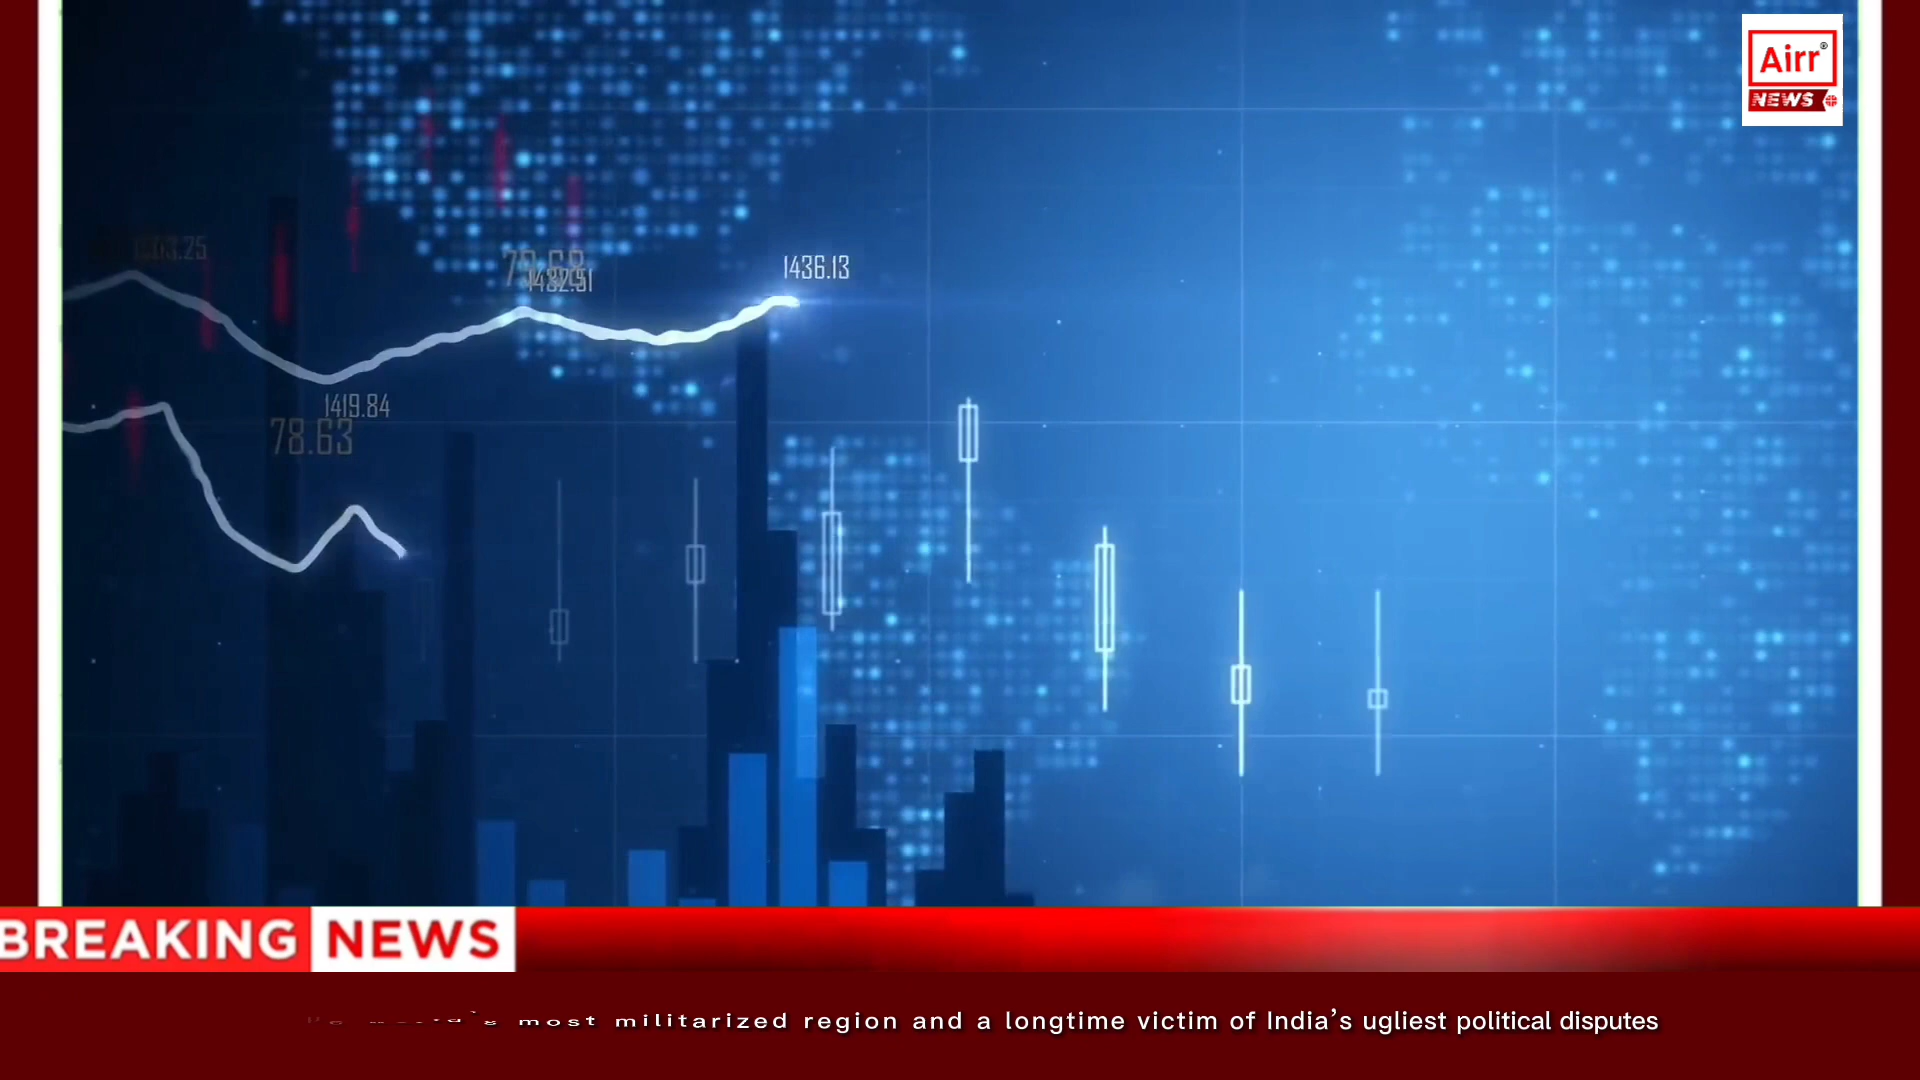 Airr®
NEWS
1436.13
1419.84
78.63
BREAKING NEWS
most militarized region and a longtime victim of India's ugliest political disputes